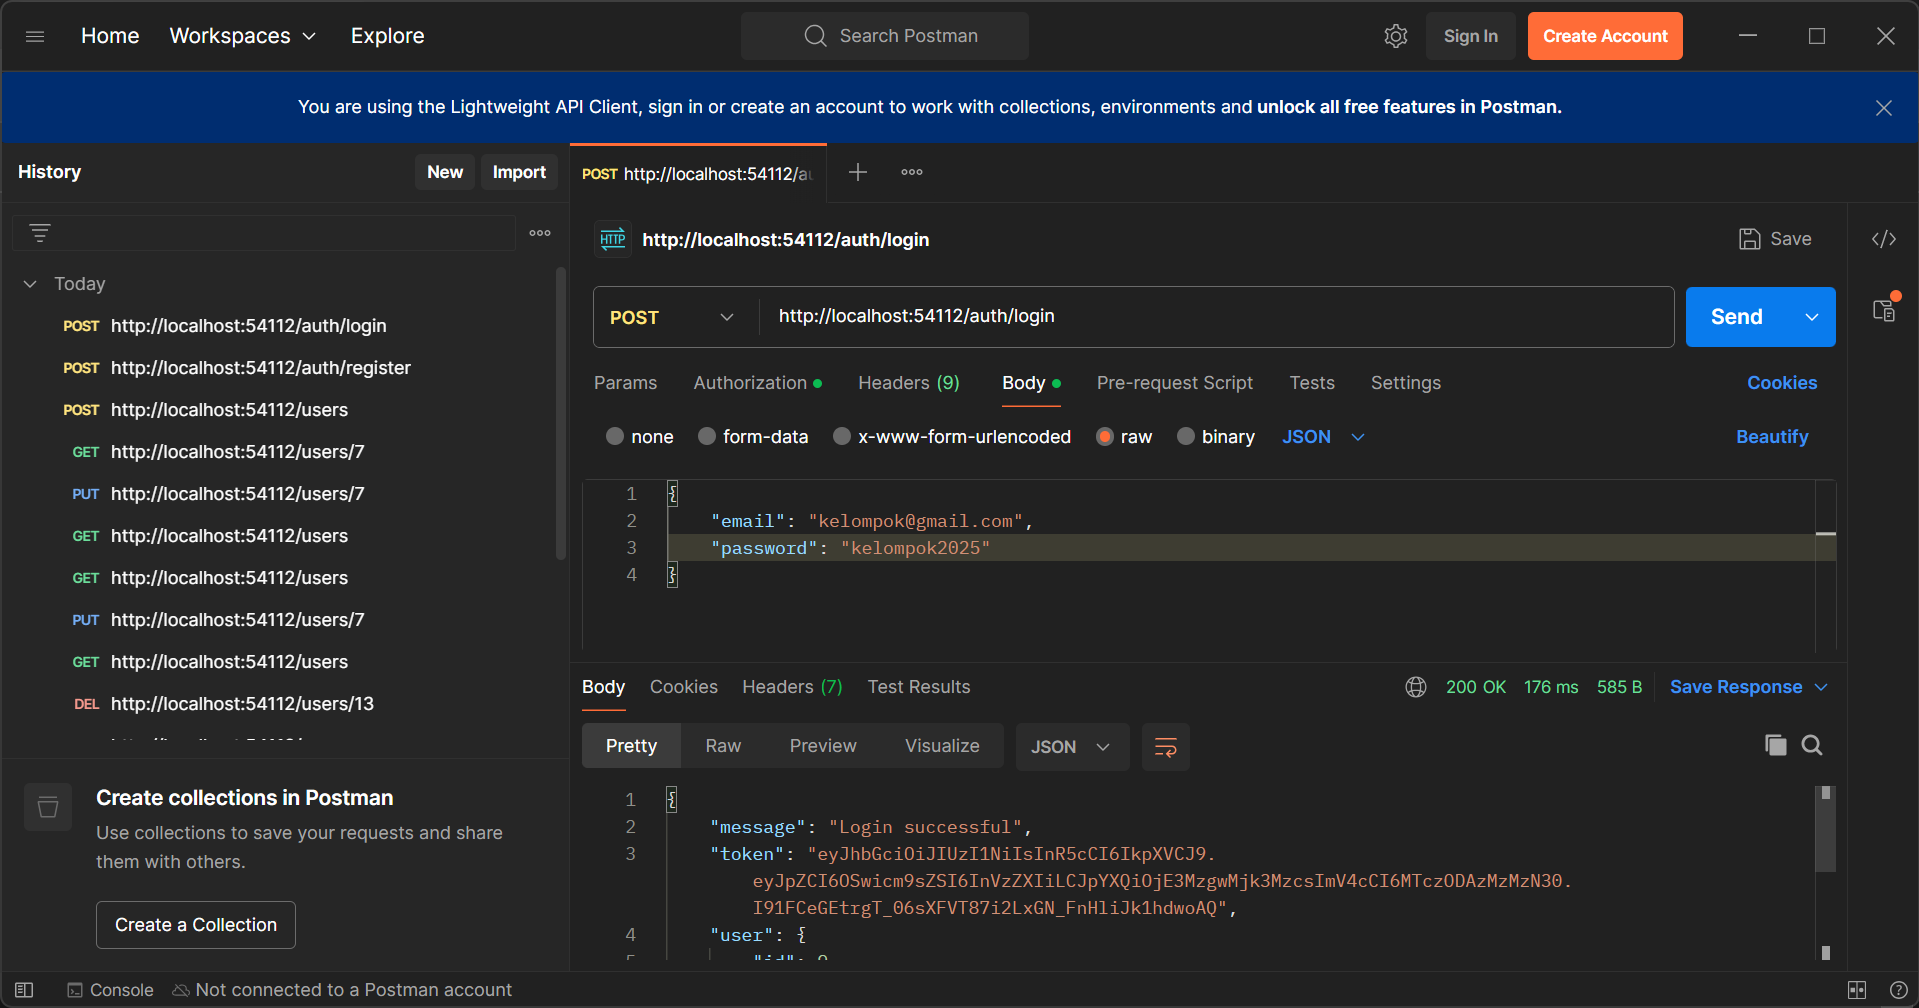 Home Workspaces Explore Search Postman Sign In Create Account
You are using the Lightweight API Client, sign in or create an account to work with collections, environments and unlock all free features in Postman.
History New Import
Today
POST http://localhost:54112/auth/login
POST http://localhost:54112/auth/register
POST http://localhost:54112/users
GET http://localhost:54112/users/7
PUT http://localhost:54112/users/7
GET http://localhost:54112/users
GET http://localhost:54112/users
PUT http://localhost:54112/users/7
GET http://localhost:54112/users
DEL http://localhost:54112/users/13
Create collections in Postman
Use collections to save your requests and share
them with others.
Create a Collection
POST http://localhost:54112/au
HTTP http://localhost:54112/auth/login Save
POST http://localhost:54112/auth/login Send
Params Authorization Headers (9) Body Pre-request Script Tests Settings Cookies
none form-data x-www-form-urlencoded raw binary JSON Beautify
1 {
2 "email": "kelompok@gmail.com",
3 "password": "kelompok2025"
4 }
Body Cookies Headers (7) Test Results 200 OK 176 ms 585 B Save Response
Pretty Raw Preview Visualize JSON
1 {
2 "message": "Login successful",
3 "token": "eyJhbGciOiJIUzI1NiIsInR5cCI6IkpXVCJ9.
eyJpZCI6OSwicm9sZSI6InVzZXIiLCJpYXQiOjE3MzgwMjk3MzcsImV4cCI6MTczODAzMzMzN30.
I91FCeGEtrgT_06sXFVT87i2LxGN_FnHliJk1hdwoAQ",
4 "user": {
Console Not connected to a Postman account